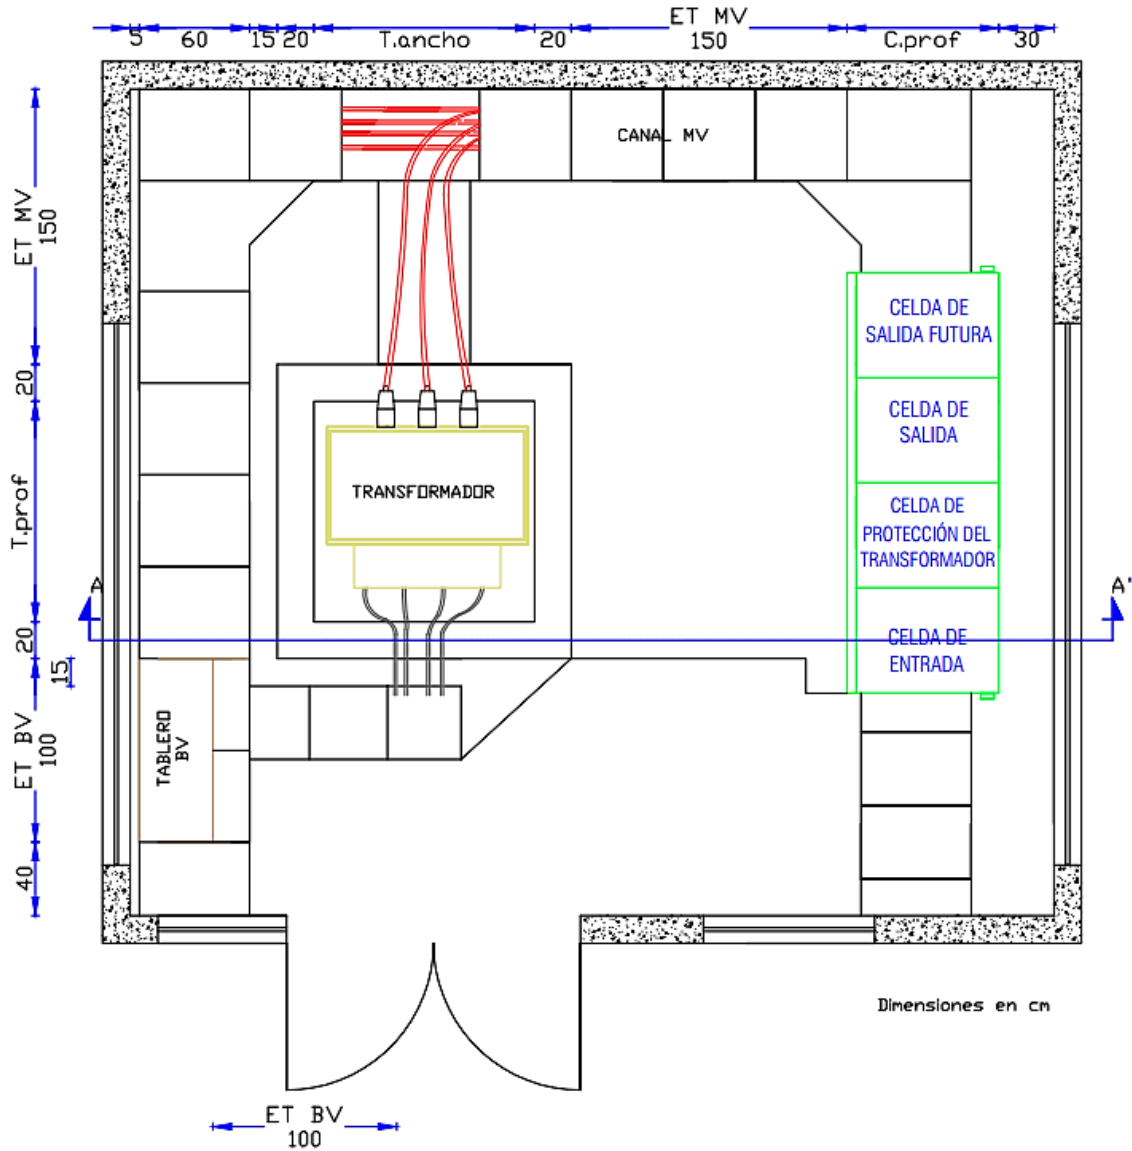 ET MV
5 60 15 20 T.ancho 20 150 C.prof 30
CANAL MV
ET MV
150
CELDA DE
SALIDA FUTURA
20
CELDA DE
SALIDA
TRANSFORMADOR
T.prof
CELDA DE
PROTECCIÓN DEL
TRANSFORMADOR
A
A'
20
CELDA DE
ENTRADA
15
TABLERO
BV
ET BV
100
40
Dimensiones en cm
ET BV
100